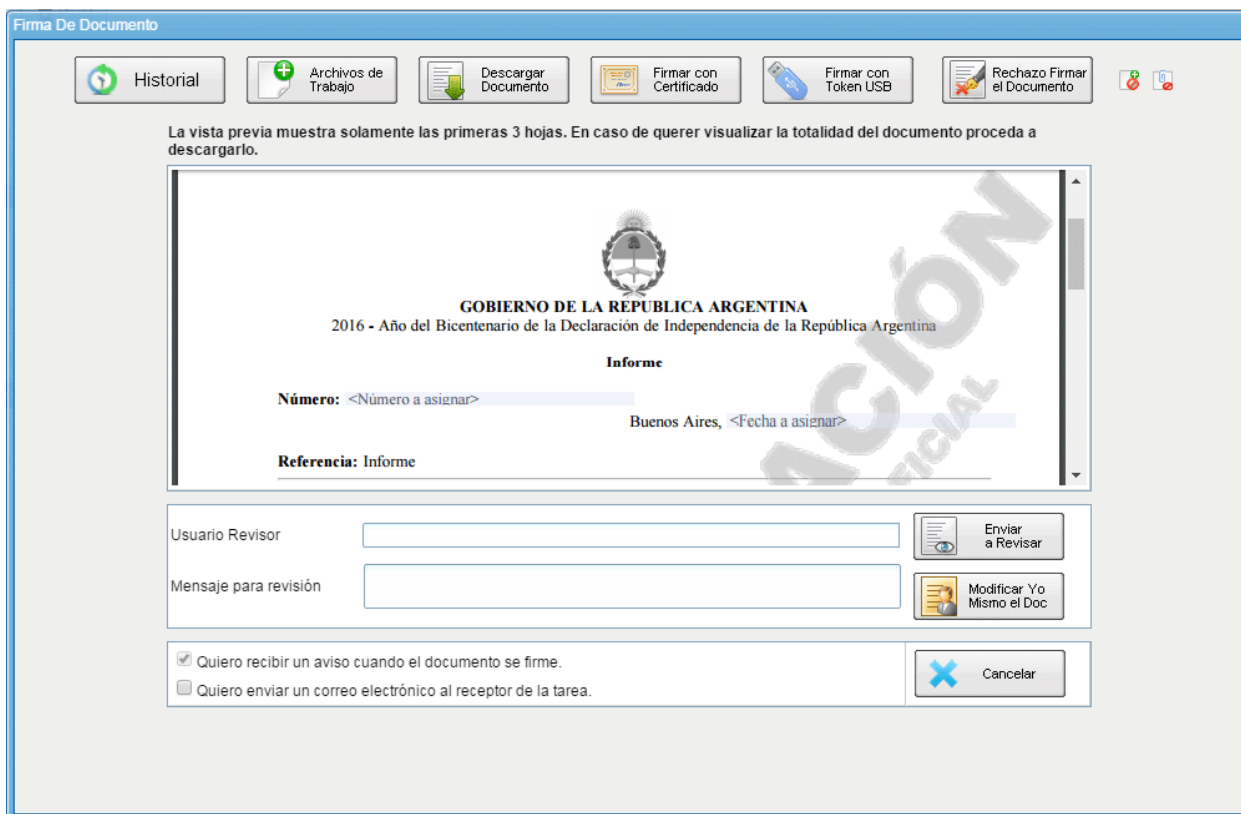 Firma De Documento
Historial
Archivos de
Trabajo
Descargar
Documento
Firmar con
Certificado
Firmar con
Token USB
Rechazo Firmar
el Documento
La vista previa muestra solamente las primeras 3 hojas. En caso de querer visualizar la totalidad del documento proceda a
descargarlo.
GOBIERNO DE LA REPUBLICA ARGENTINA
2016 - Año del Bicentenario de la Declaración de Independencia de la República Argentina
Informe
Número: <Número a asignar>
Buenos Aires, <Fecha a asignar>
Referencia: Informe
ACIÓN
FICIAL
Usuario Revisor
Enviar
a Revisar
Mensaje para revisión
Modificar Yo
Mismo el Doc
Quiero recibir un aviso cuando el documento se firme.
Quiero enviar un correo electrónico al receptor de la tarea.
Cancelar